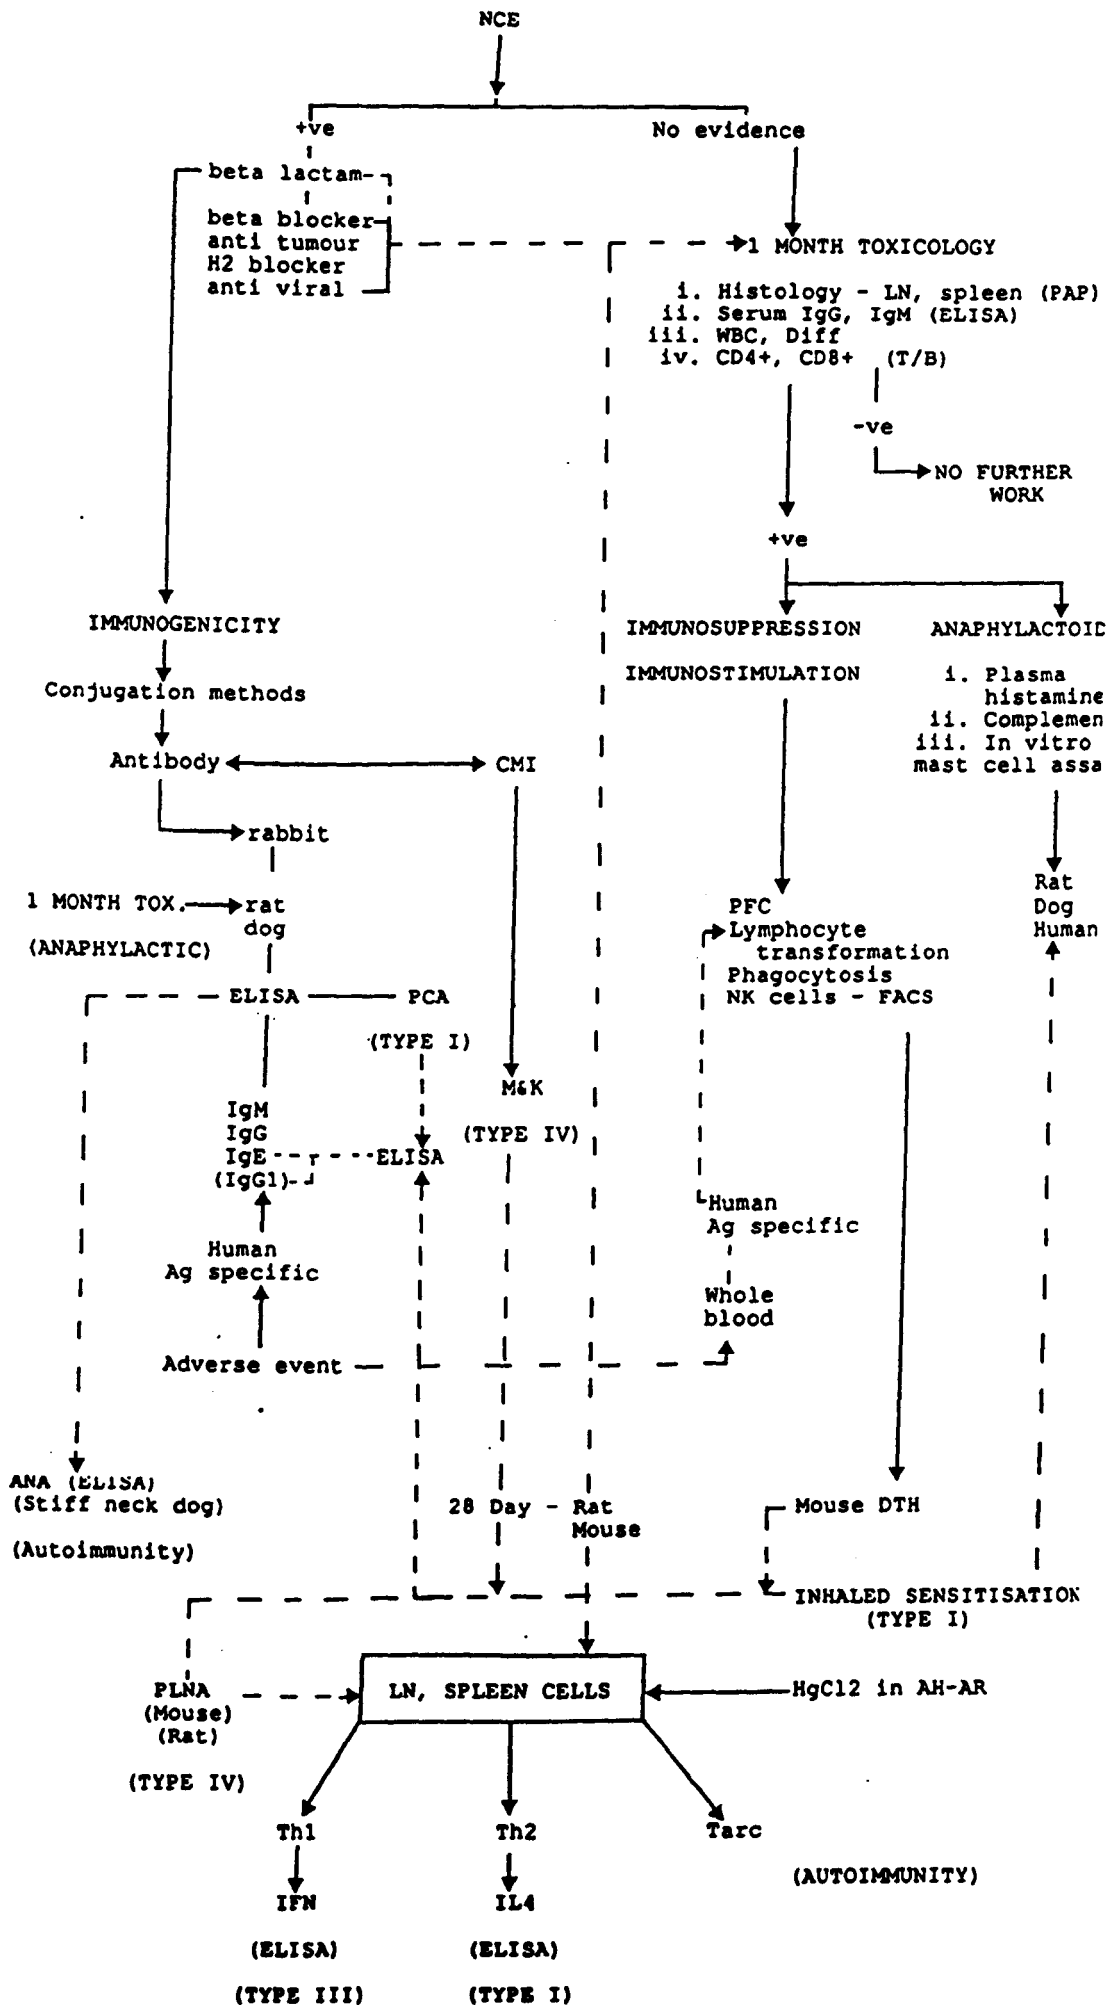 NCE
+ve
No evidence
beta lactam
beta blocker
anti tumour
H2 blocker
anti viral
1 MONTH TOXICOLOGY
i. Histology - LN, spleen (PAP)
ii. Serum IgG, IgM (ELISA)
iii. WBC, Diff
iv. CD4+, CD8+ (T/B)
-ve
NO FURTHER
WORK
+ve
IMMUNOGENICITY
Conjugation methods
Antibody
CMI
IMMUNOSUPPRESSION
IMMUNOSTIMULATION
ANAPHYLACTOID
i. Plasma
histamine
ii. Complemen
iii. In vitro
mast cell assa
rabbit
1 MONTH TOX.
rat
dog
(ANAPHYLACTIC)
ELISA
PCA
(TYPE I)
PFC
Lymphocyte
transformation
Phagocytosis
NK cells - FACS
Rat
Dog
Human
M&K
(TYPE IV)
IgM
IgG
IgE
(IgG1)
ELISA
Human
Ag specific
Adverse event
Human
Ag specific
Whole
blood
ANA (ELISA)
(Stiff neck dog)
(Autoimmunity)
28 Day - Rat
Mouse
Mouse DTH
INHALED SENSITISATION
(TYPE I)
PLNA
(Mouse)
(Rat)
(TYPE IV)
LN, SPLEEN CELLS
HgCl2 in AH-AR
Th1
Th2
Tarc
(AUTOIMMUNITY)
IFN
IL4
(ELISA)
(ELISA)
(TYPE III)
(TYPE I)